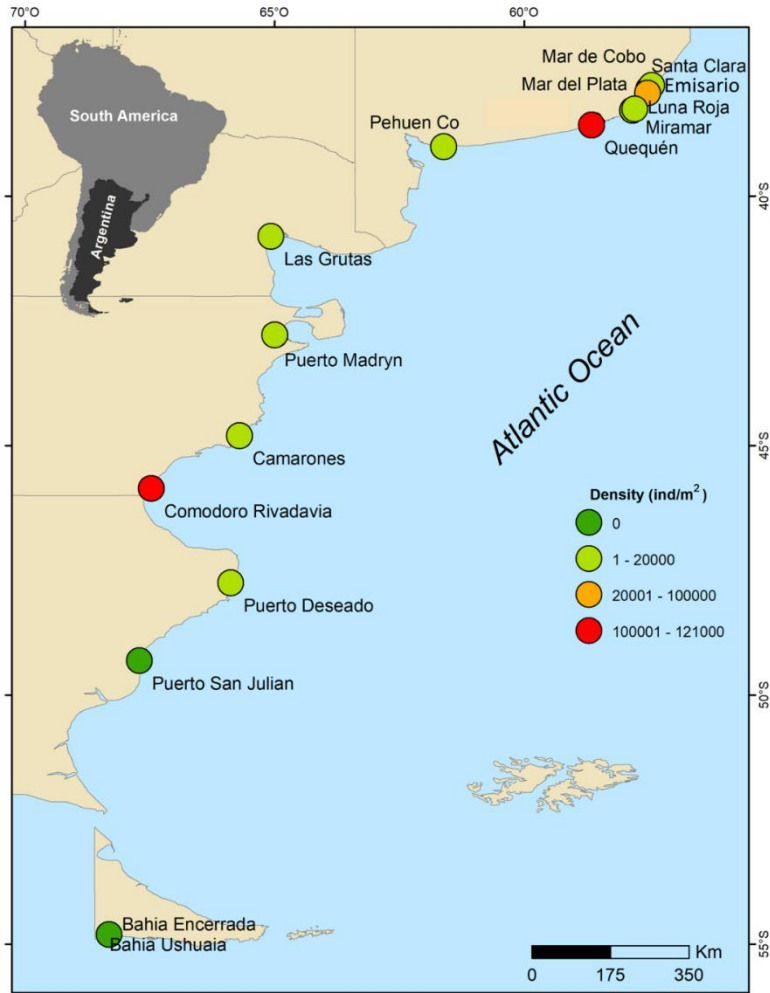 70°O
65°O
60°O
Mar de Cobo
Santa Clara
Mar del Plata
Emisario
Luna Roja
Miramar
Pehuen Co
Quequén
South America
Argentina
40°S
Las Grutas
Puerto Madryn
Atlantic Ocean
45°S
Camarones
Comodoro Rivadavia
Density (ind/m²)
0
1 - 20000
20001 - 100000
100001 - 121000
Puerto Deseado
Puerto San Julian
50°S
Bahia Encerrada
Bahia Ushuaia
55°S
Km
0 175 350